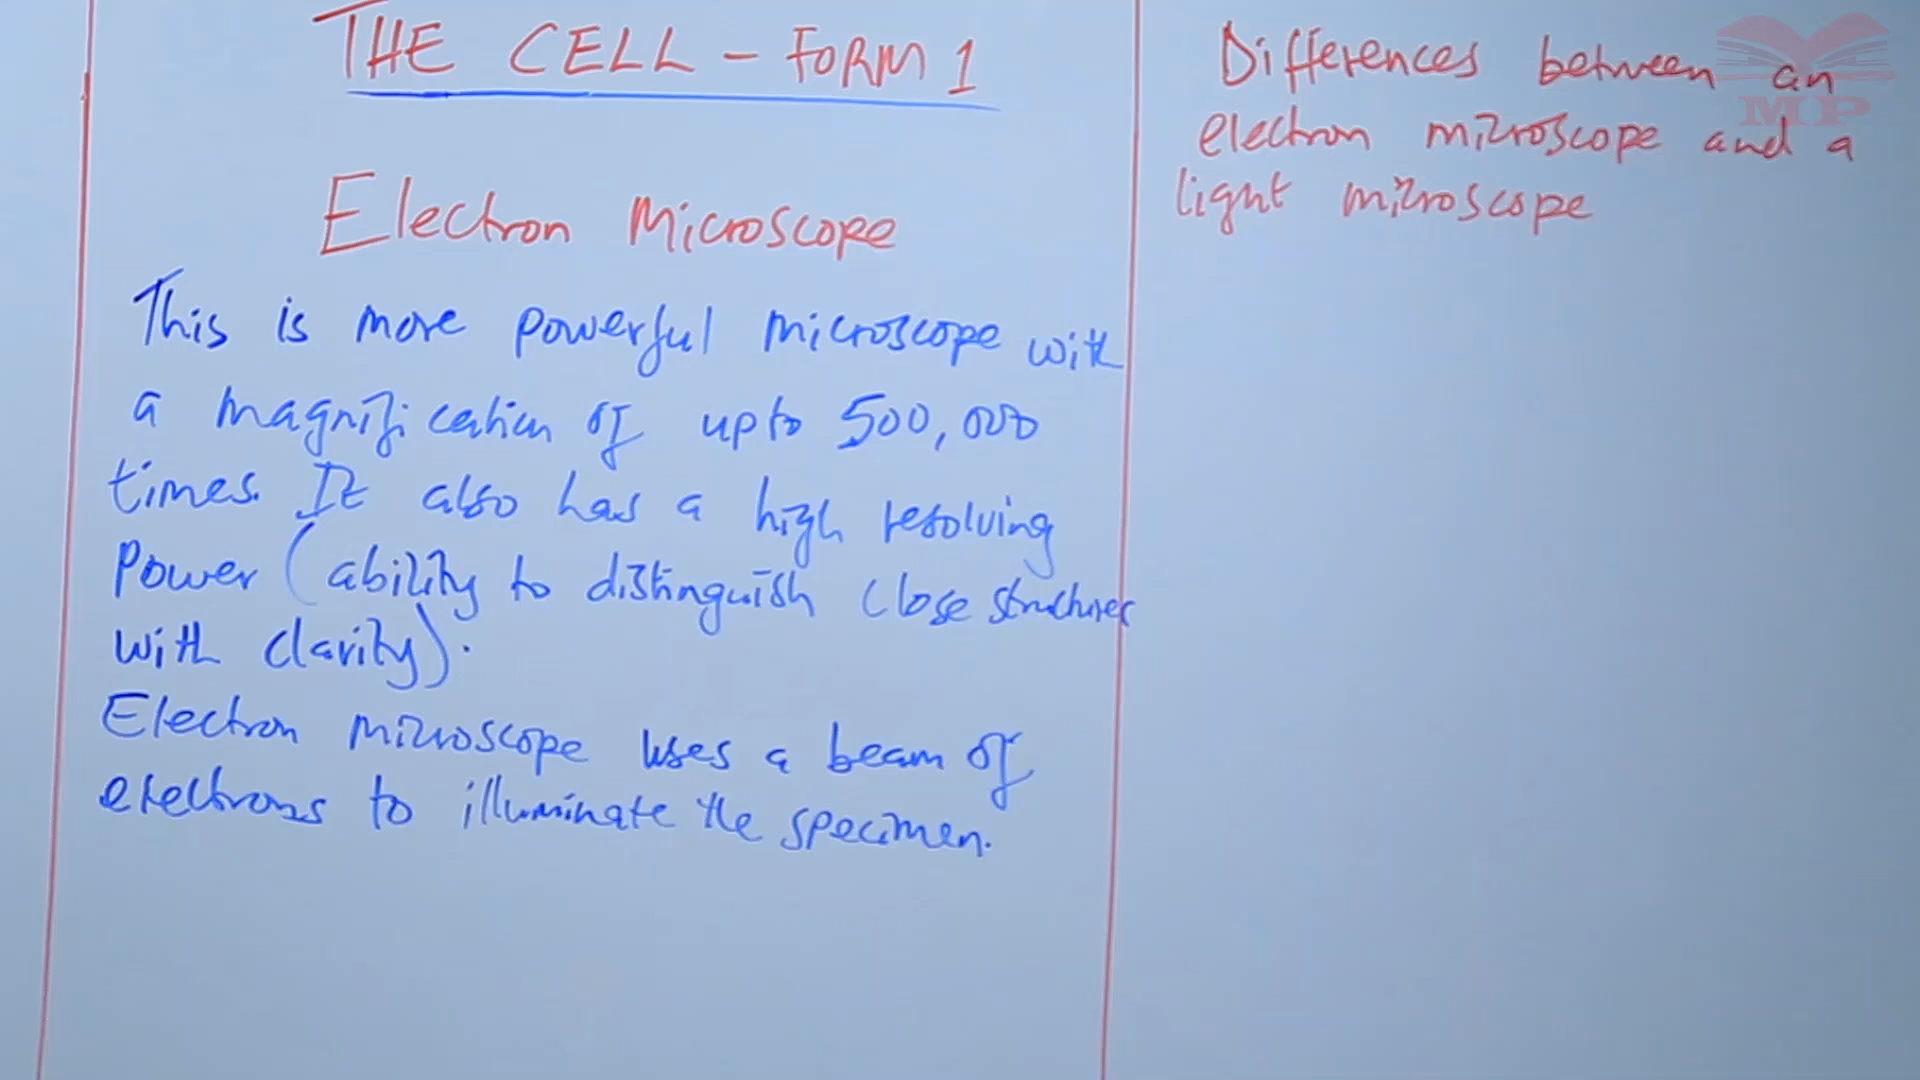 THE CELL - FORM 1
Electron Microscope
This is more powerful microscope with
a magnification of upto 500,000
times. It also has a high resolving
Power (ability to distinguish close structures
with clarity).
Electron microscope uses a beam of
electrons to illuminate the specimen.
Differences between an
electron microscope and a
light microscope
MP